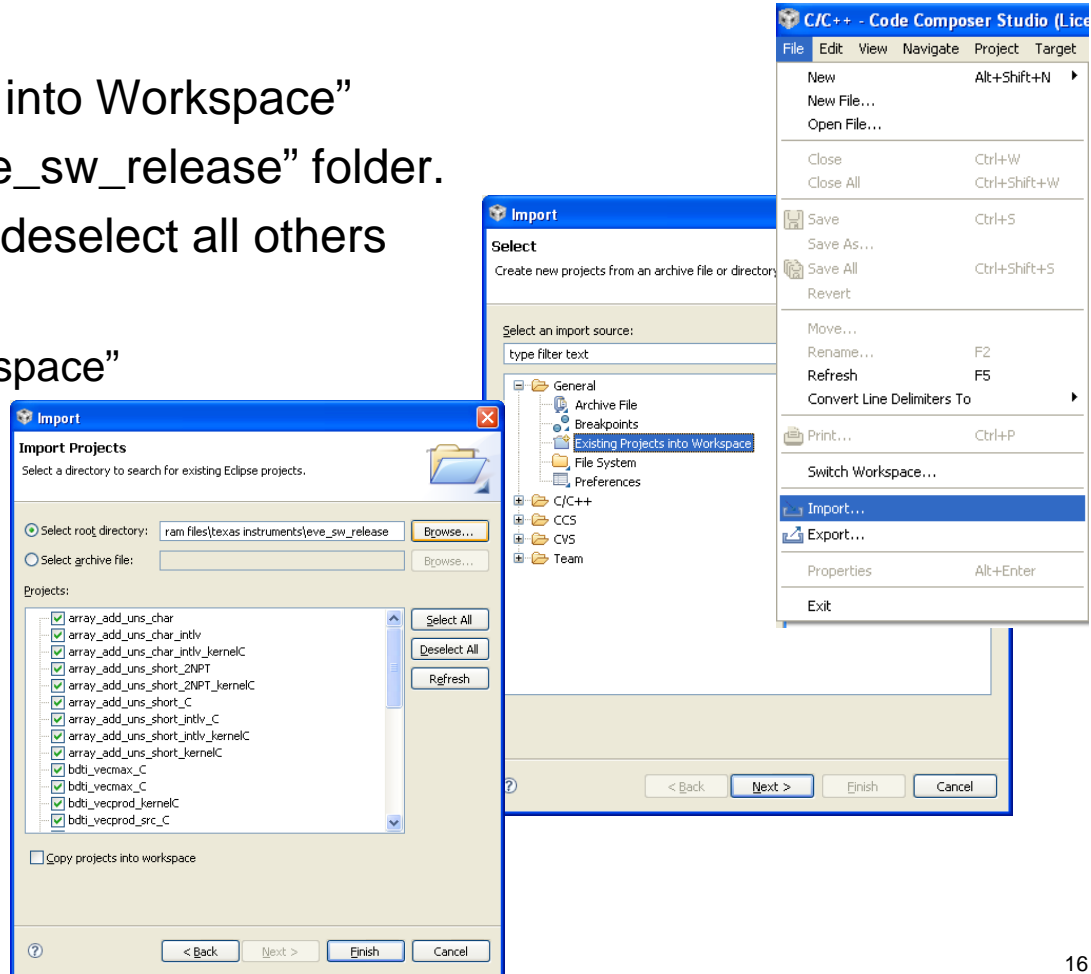 into Workspace”
e_sw_release” folder.
deselect all others
space”
C/C++ - Code Composer Studio (Lice
File Edit View Navigate Project Target
New Alt+Shift+N
New File...
Open File...
Close Ctrl+W
Close All Ctrl+Shift+W
Save Ctrl+S
Save As...
Save All Ctrl+Shift+S
Revert
Move...
Rename... F2
Refresh F5
Convert Line Delimiters To
Print... Ctrl+P
Switch Workspace...
Import...
Export...
Properties Alt+Enter
Exit
Import
Select
Create new projects from an archive file or directory
Select an import source:
type filter text
General
Archive File
Breakpoints
Existing Projects into Workspace
File System
Preferences
C/C++
CCS
CVS
Team
? < Back Next > Finish Cancel
Import
Import Projects
Select a directory to search for existing Eclipse projects.
Select root directory: ram files\texas instruments\eve_sw_release Browse...
Select archive file: Browse...
Projects:
array_add_uns_char
array_add_uns_char_intlv
array_add_uns_char_intlv_kernelC
array_add_uns_short_2NPT
array_add_uns_short_2NPT_kernelC
array_add_uns_short_C
array_add_uns_short_intlv_C
array_add_uns_short_intlv_kernelC
array_add_uns_short_kernelC
bdti_vecmax_C
bdti_vecmax_C
bdti_vecprod_kernelC
bdti_vecprod_src_C
Select All
Deselect All
Refresh
Copy projects into workspace
? < Back Next > Finish Cancel
16